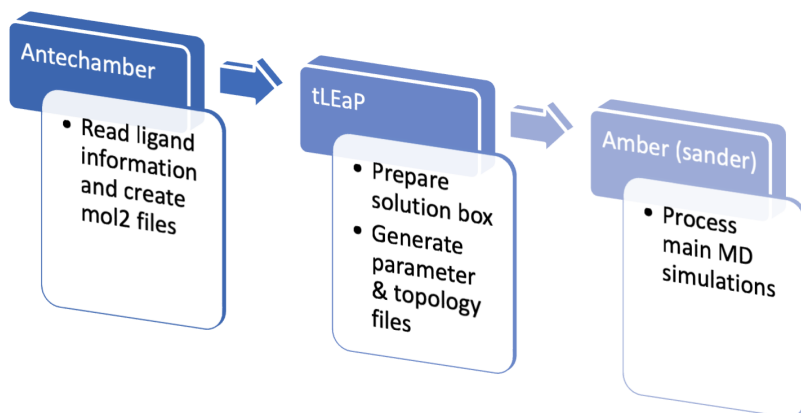 Antechamber
• Read ligand
information
and create
mol2 files
tLEaP
• Prepare
solution box
• Generate
parameter
& topology
files
Amber (sander)
• Process
main MD
simulations